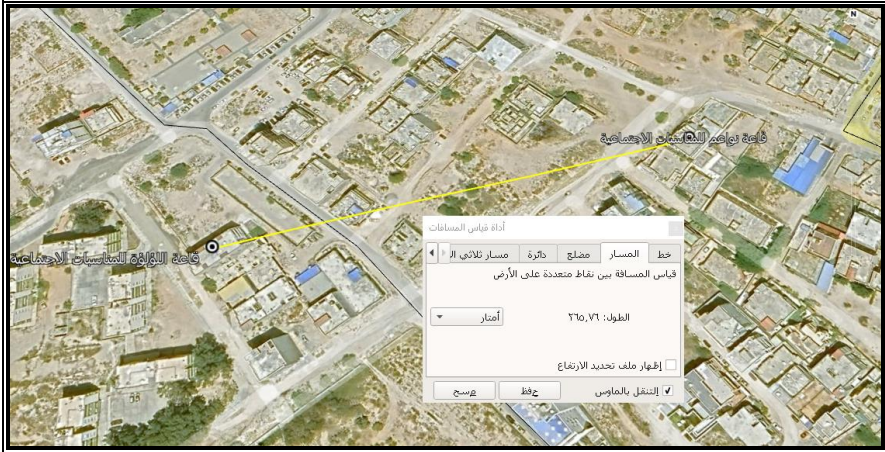 N
قاعة نواعم للمناسبات الاجتماعية
قاعة اللؤلؤة للمناسبات الاجتماعية
أداة قياس المسافات
خط
المسار
مضلع
دائرة
مسار ثلاثي ال
قياس المسافة بين نقاط متعددة على الأرض
الطول: ٢٦٥,٧٦
أمتار
إظهار ملف تحديد الارتفاع
التنقل بالماوس
حفظ
مسح